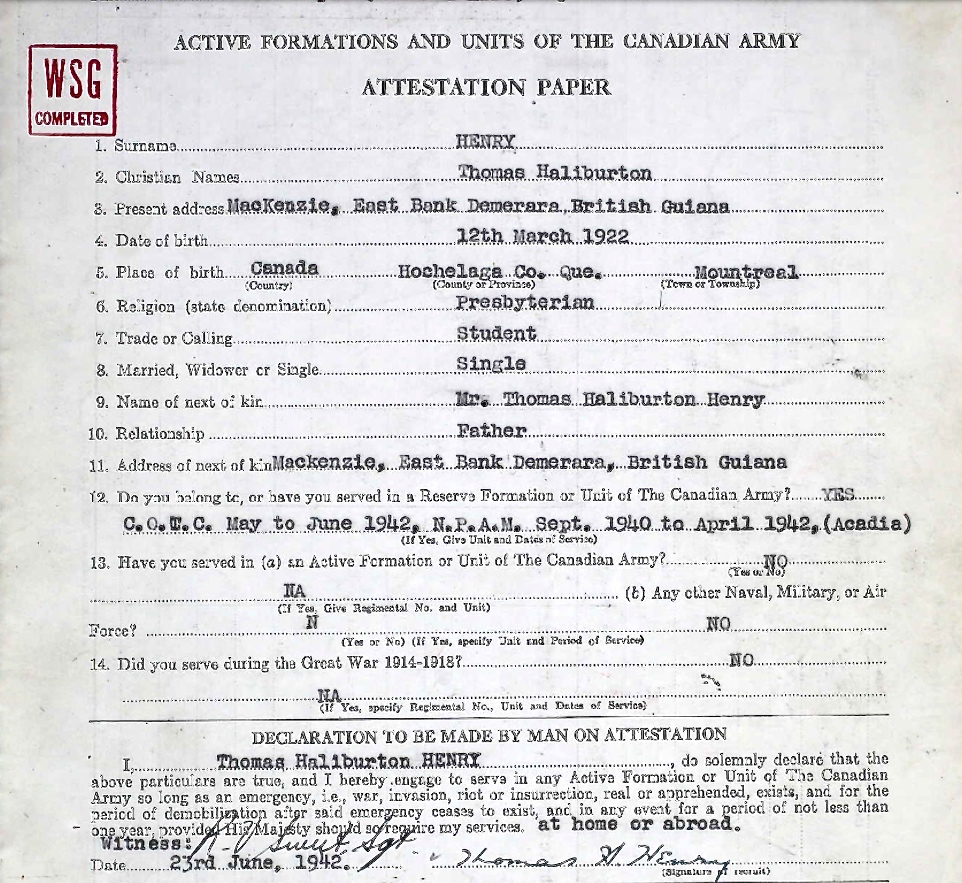 ACTIVE FORMATIONS AND UNITS OF THE CANADIAN ARMY
WSG
COMPLETED
ATTESTATION PAPER
1. Surname HENRY
2. Christian Names Thomas Haliburton
3. Present address MacKenzie, East Bank Demerara, British Guiana
4. Date of birth 12th March 1922
5. Place of birth Canada Hochelaga Co. Que. Mountreal
(Country) (County or Province) (Town or Township)
6. Religion (state denomination) Presbyterian
7. Trade or Calling Student
8. Married, Widower or Single Single
9. Name of next of kin Mr. Thomas Haliburton Henry
10. Relationship Father
11. Address of next of kin Mackenzie, East Bank Demerara, British Guiana
12. Do you belong to, or have you served in a Reserve Formation or Unit of The Canadian Army? YES
C.O.T.C. May to June 1942, N.P.A.M. Sept. 1940 to April 1942, (Acadia)
(If Yes, Give Unit and Dates of Service)
13. Have you served in (a) an Active Formation or Unit of The Canadian Army? NO
(Yes or No)
NA (b) Any other Naval, Military, or Air
(If Yes, Give Regimental No. and Unit)
Force? N NO
(Yes or No) (If Yes, specify Unit and Period of Service)
14. Did you serve during the Great War 1914-1918? NO
NA
(If Yes, specify Regimental No., Unit and Dates of Service)
DECLARATION TO BE MADE BY MAN ON ATTESTATION
I, Thomas Haliburton HENRY, do solemnly declare that the
above particulars are true, and I hereby engage to serve in any Active Formation or Unit of The Canadian
Army so long as an emergency, i.e., war, invasion, riot or insurrection, real or apprehended, exists, and for the
period of demobilization after said emergency ceases to exist, and in any event for a period of not less than
one year, provided His Majesty should so require my services. at home or abroad.
Witness: Sgt
Date 23rd June, 1942. Thomas H. Henry
(Signature of recruit)